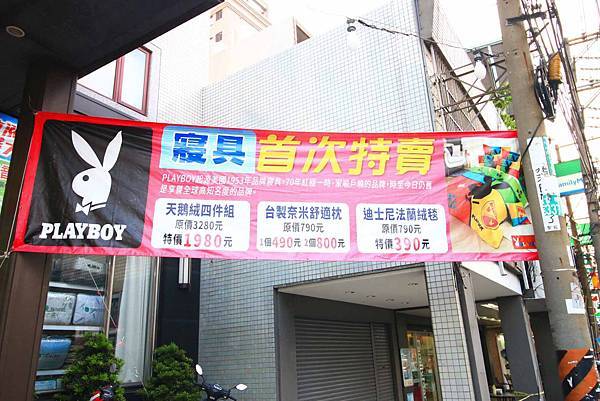 寢具 首次特賣
PLAYBOY起源美國1953年品牌寢具，70年紅極一時、家喻戶曉的品牌，時至今日仍舊
是享譽全球高知名度的品牌。
PLAYBOY
天鵝絨四件組
原價3280元
特價1980元
台製奈米舒適枕
原價790元
1個490元 2個800元
迪士尼法蘭絨毯
原價790元
特價390元
FamilyM